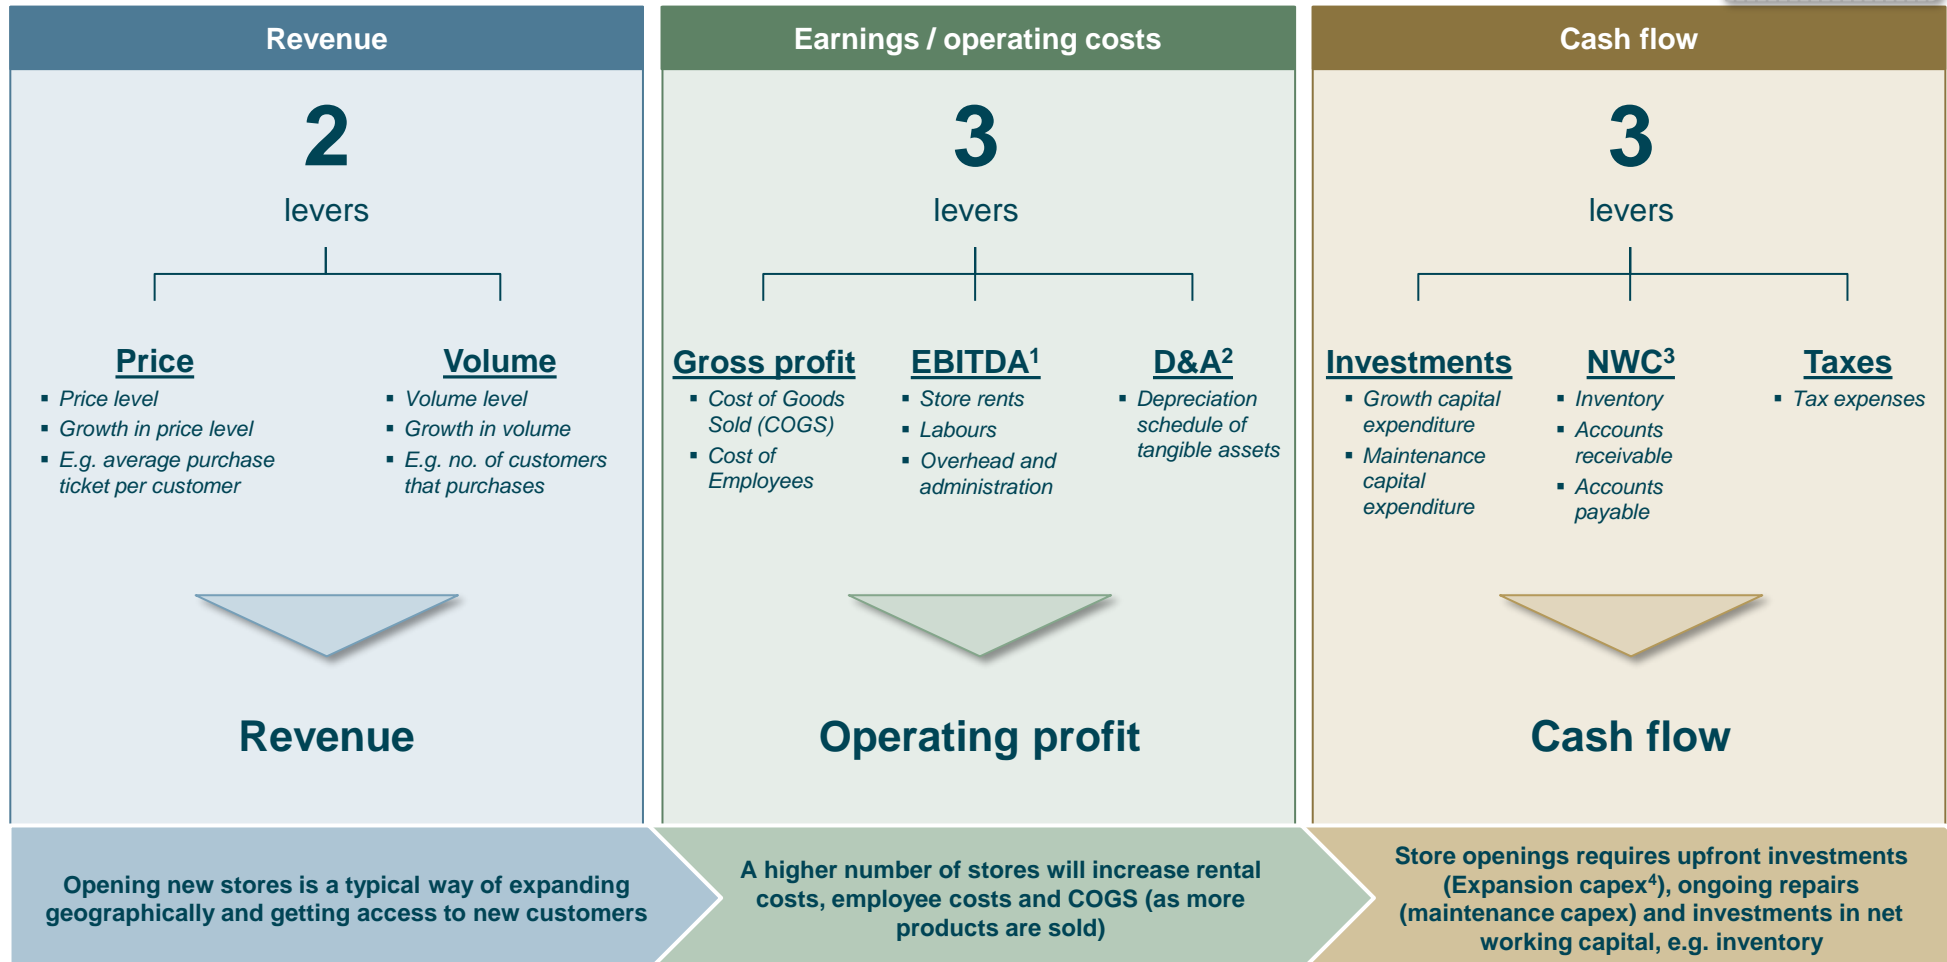 Revenue
2
levers
Price
▪ Price level
▪ Growth in price level
▪ E.g. average purchase
ticket per customer
Volume
▪ Volume level
▪ Growth in volume
▪ E.g. no. of customers
that purchases
Revenue
Opening new stores is a typical way of expanding
geographically and getting access to new customers
Earnings / operating costs
3
levers
Gross profit
▪ Cost of Goods
Sold (COGS)
▪ Cost of
Employees
EBITDA¹
▪ Store rents
▪ Labours
▪ Overhead and
administration
D&A²
▪ Depreciation
schedule of
tangible assets
Operating profit
A higher number of stores will increase rental
costs, employee costs and COGS (as more
products are sold)
Cash flow
3
levers
Investments
▪ Growth capital
expenditure
▪ Maintenance
capital
expenditure
NWC³
▪ Inventory
▪ Accounts
receivable
▪ Accounts
payable
Taxes
▪ Tax expenses
Cash flow
Store openings requires upfront investments
(Expansion capex⁴), ongoing repairs
(maintenance capex) and investments in net
working capital, e.g. inventory